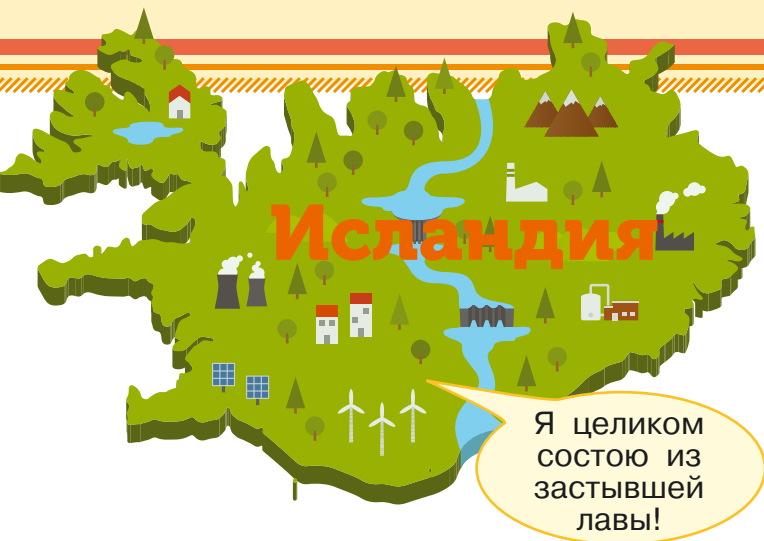 Исландия
Я целиком
состою из
застывшей
лавы!